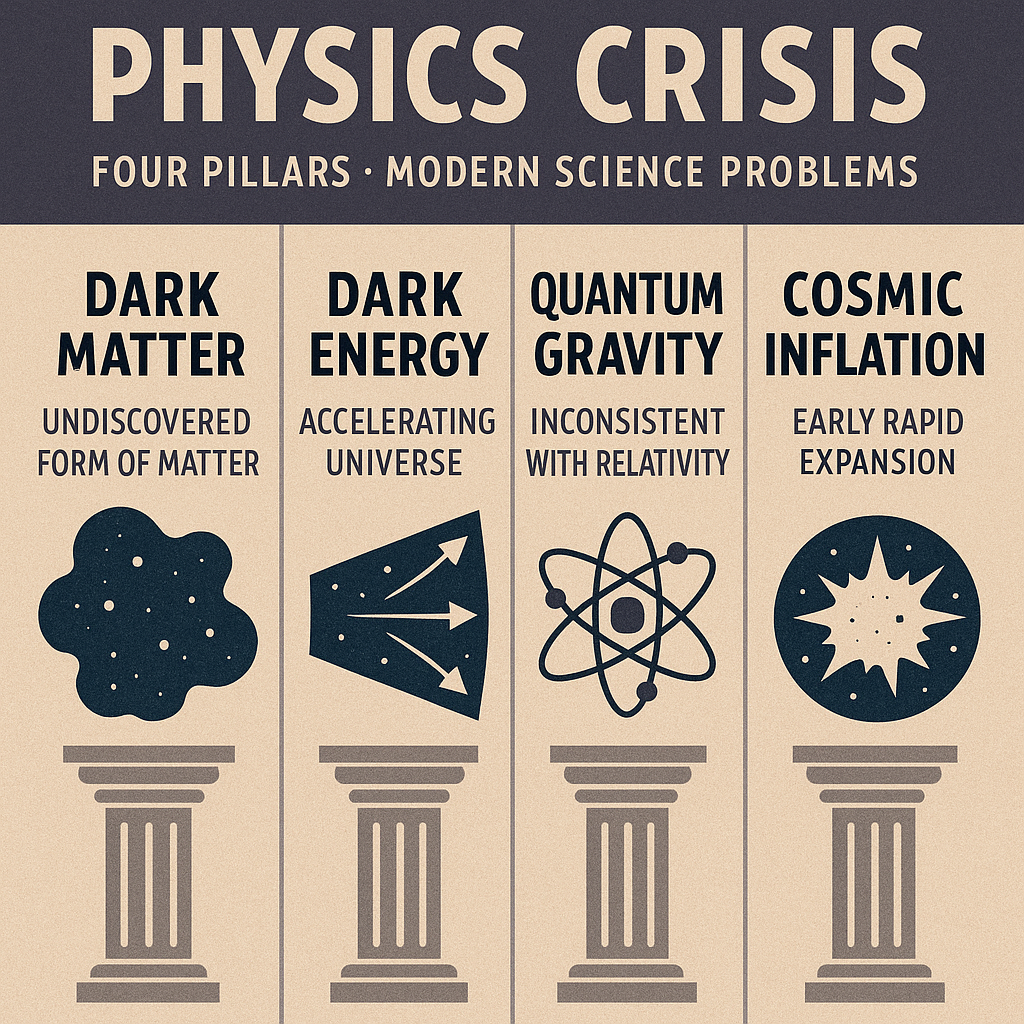 PHYSICS CRISIS
FOUR PILLARS · MODERN SCIENCE PROBLEMS
DARK
MATTER
UNDISCOVERED
FORM OF MATTER
DARK
ENERGY
ACCELERATING
UNIVERSE
QUANTUM
GRAVITY
INCONSISTENT
WITH RELATIVITY
COSMIC
INFLATION
EARLY RAPID
EXPANSION